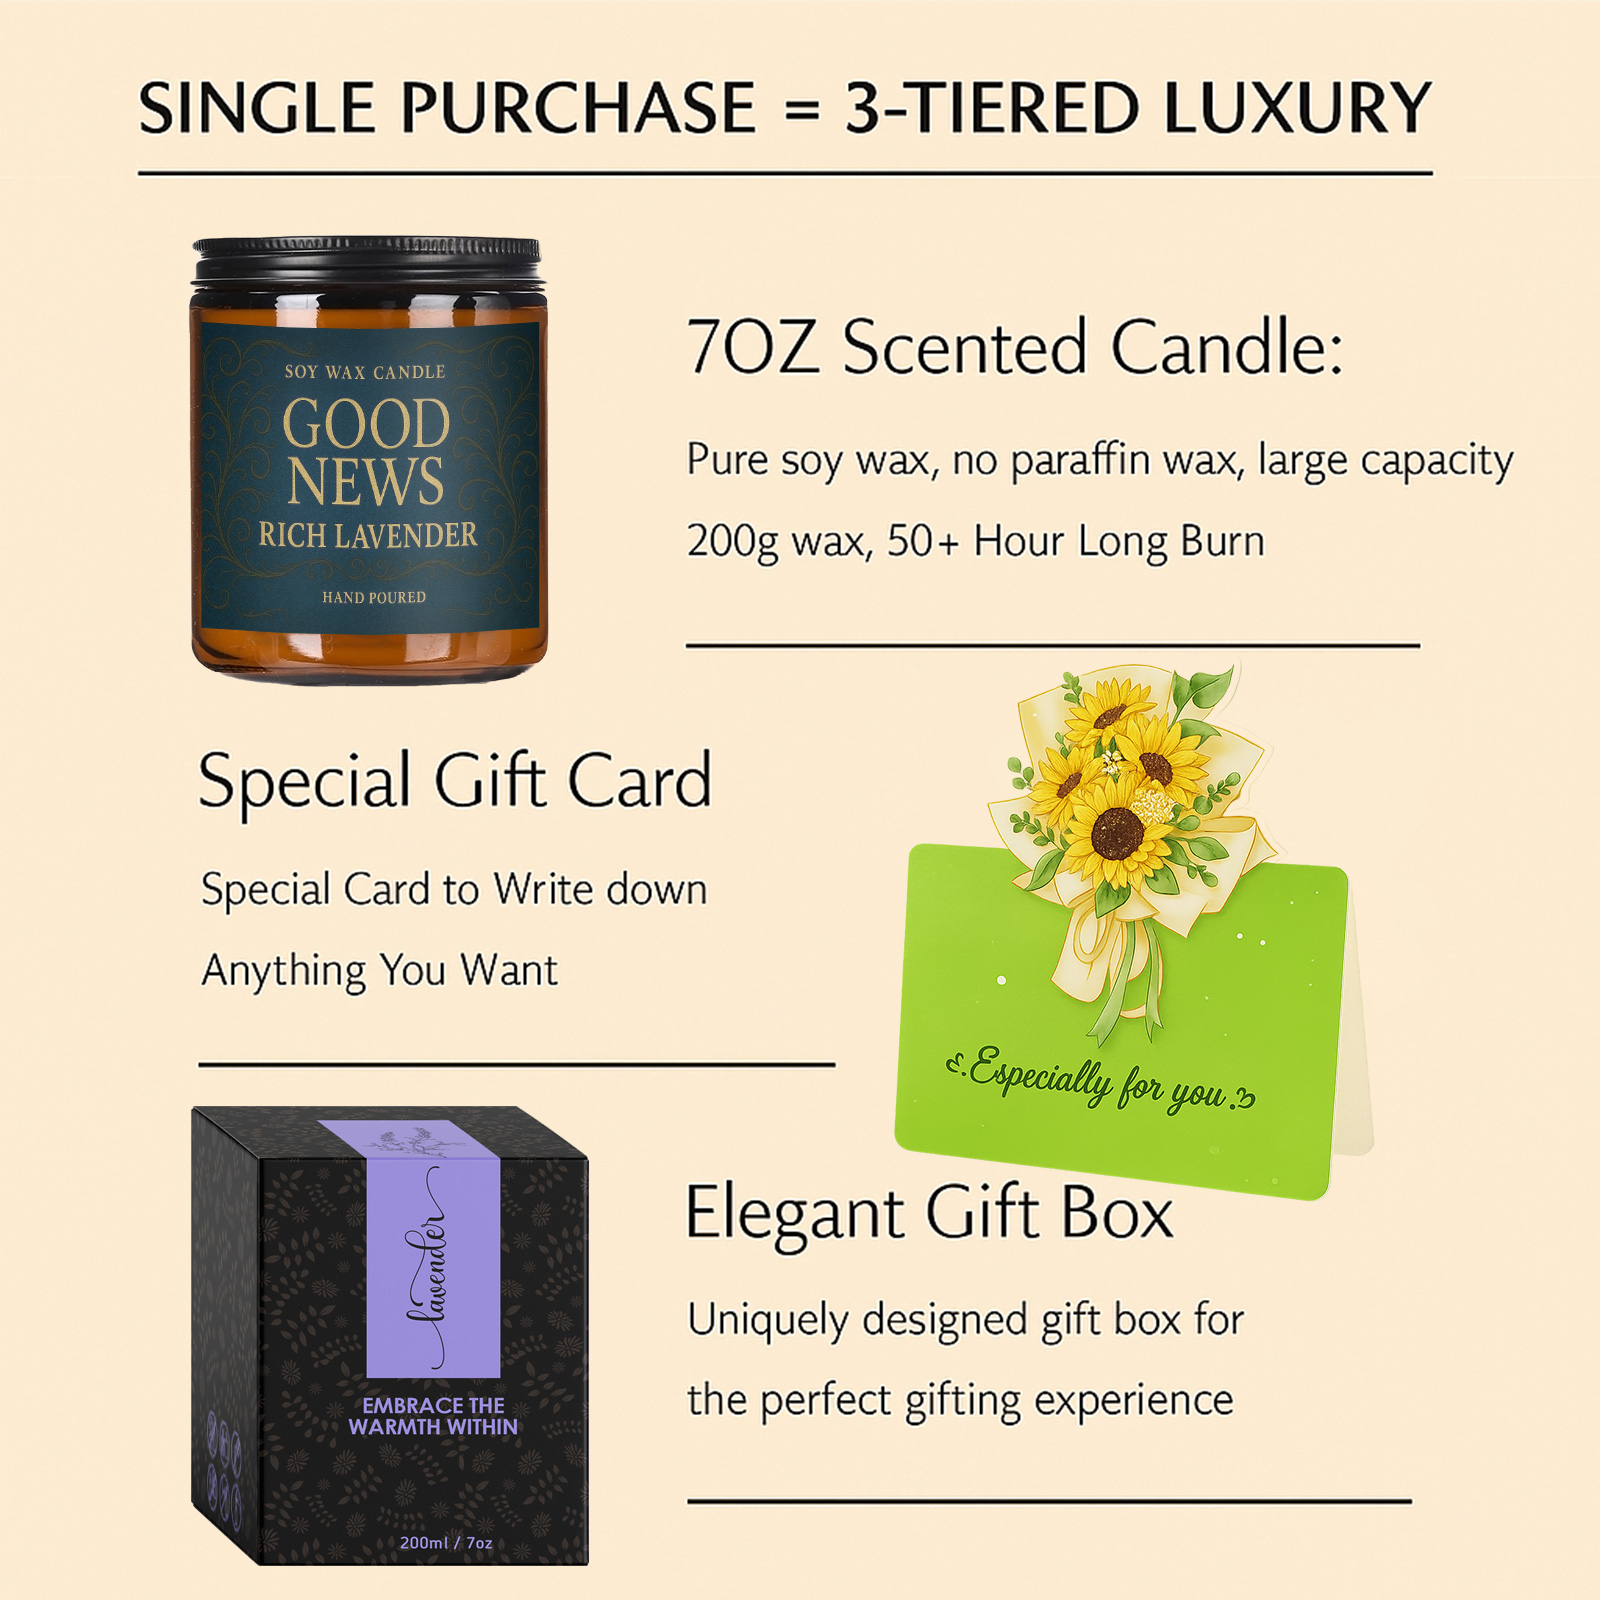 SINGLE PURCHASE = 3-TIERED LUXURY
SOY WAX CANDLE
GOOD
NEWS
RICH LAVENDER
HAND POURED
7OZ Scented Candle:
Pure soy wax, no paraffin wax, large capacity
200g wax, 50+ Hour Long Burn
Special Gift Card
Special Card to Write down
Anything You Want
Especially for you
lavender
EMBRACE THE
WARMTH WITHIN
200ml / 7oz
Elegant Gift Box
Uniquely designed gift box for
the perfect gifting experience